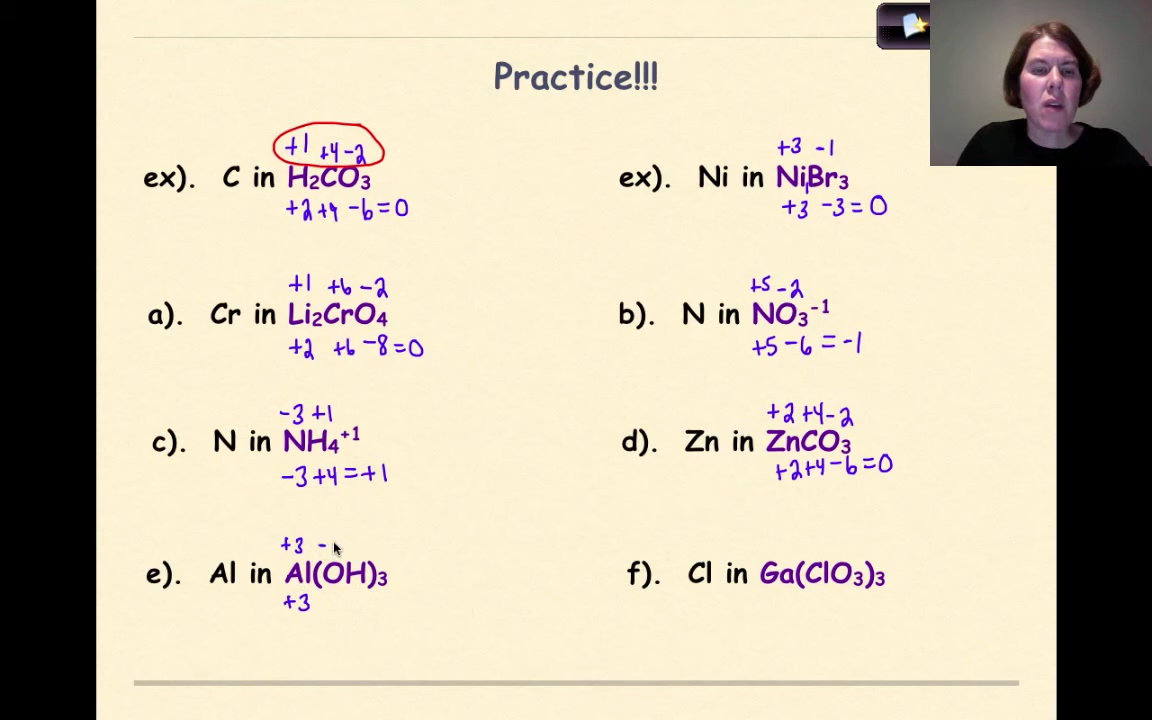 Practice!!!
+1 +4 -2
ex). C in H₂CO₃
+2 +4 -6 = 0
+3 -1
ex). Ni in NiBr₃
+3 -3 = 0
+1 +6 -2
a). Cr in Li₂CrO₄
+2 +6 -8 = 0
+5 -2
b). N in NO₃⁻¹
+5 -6 = -1
-3 +1
c). N in NH₄⁺¹
-3 +4 = +1
+2 +4 -2
d). Zn in ZnCO₃
+2 +4 -6 = 0
+3 -
e). Al in Al(OH)₃
+3
f). Cl in Ga(ClO₃)₃